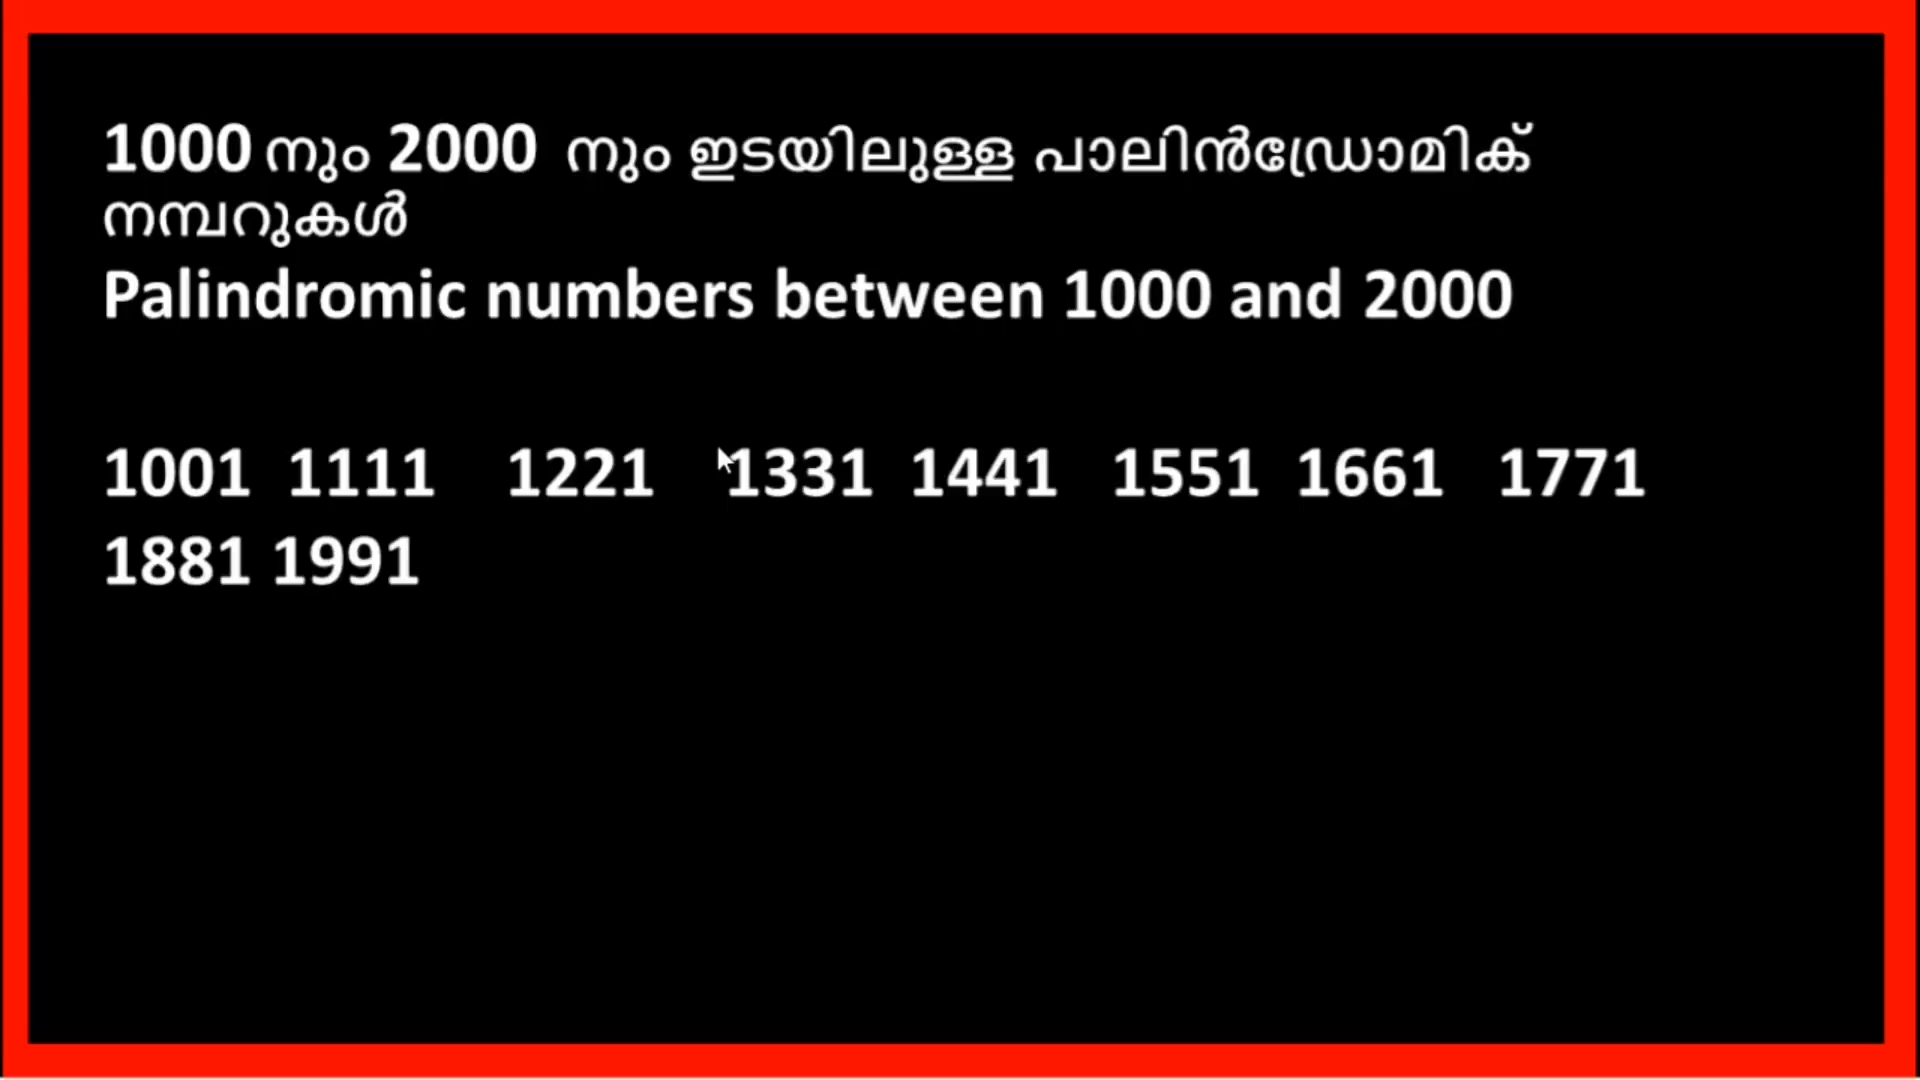 1000 നും 2000 നും ഇടയിലുള്ള പാലിൻഡ്രോമിക്
നമ്പറുകൾ
Palindromic numbers between 1000 and 2000
1001 1111 1221 1331 1441 1551 1661 1771
1881 1991